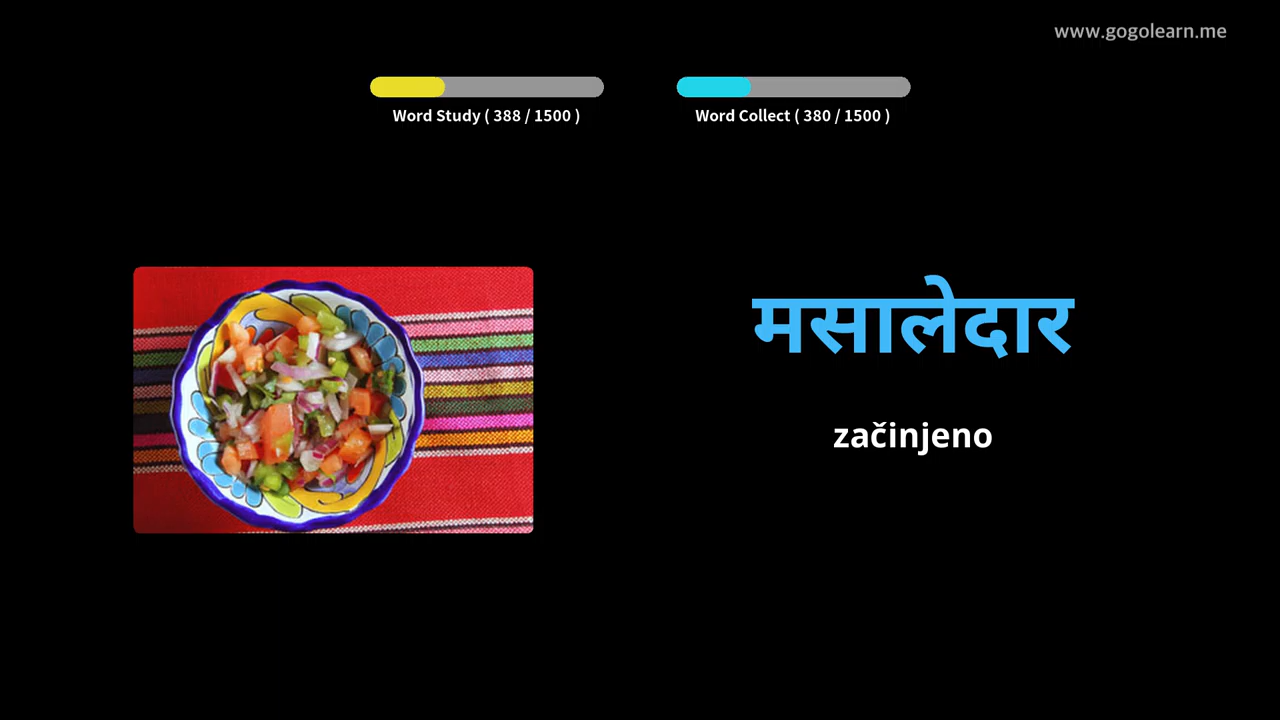 www.gogolearn.me
Word Study ( 388 / 1500 )
Word Collect ( 380 / 1500 )
मसालेदार
začinjeno